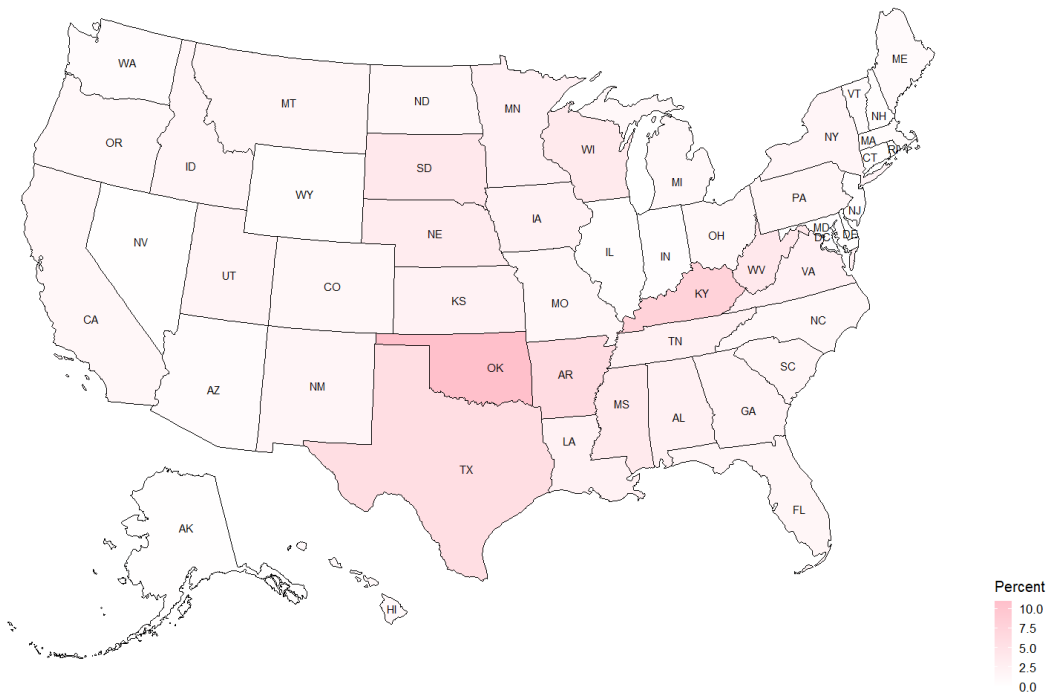 WA
MT
ND
MN
ME
VT
NH
OR
ID
SD
WI
NY
MA
RI
CT
MI
WY
PA
NJ
NE
IA
OH
MD
DC
DE
NV
UT
IL
IN
WV
VA
CO
KS
MO
KY
CA
NC
TN
AZ
NM
OK
AR
SC
MS
AL
GA
LA
TX
FL
AK
HI
Percent
10.0
7.5
5.0
2.5
0.0